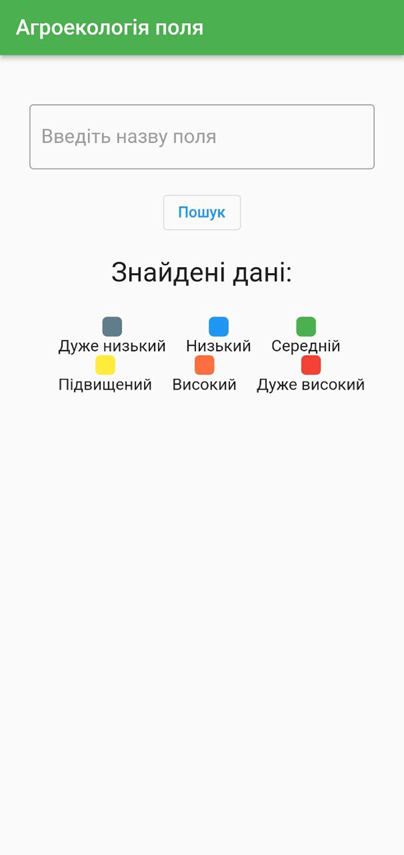 Агроекологія поля
Введіть назву поля
Пошук
Знайдені дані:
Дуже низький Низький Середній
Підвищений Високий Дуже високий